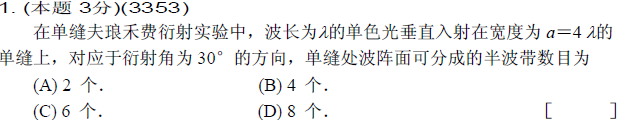 1. (本题 3分)(3353)
在单缝夫琅禾费衍射实验中，波长为λ的单色光垂直入射在宽度为 a=4 λ的
单缝上，对应于衍射角为 30°的方向，单缝处波阵面可分成的半波带数目为
(A) 2 个． (B) 4 个．
(C) 6 个． (D) 8 个． [ ]